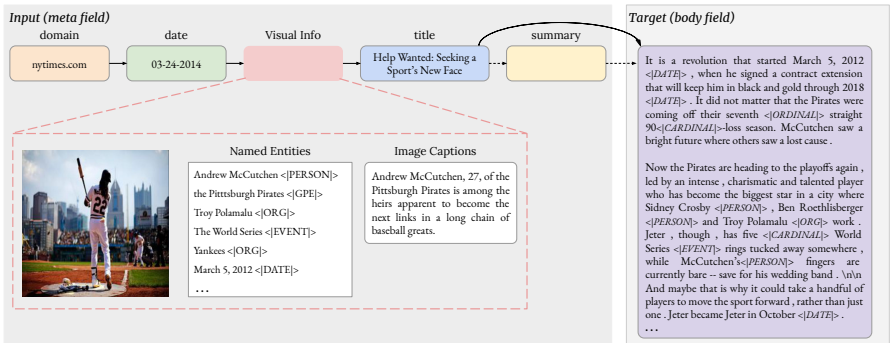 Input (meta field)
Target (body field)
domain
date
Visual Info
title
summary
nytimes.com
03-24-2014
Help Wanted: Seeking a
Sport's New Face
Named Entities
Andrew McCutchen <|PERSON|>
the Pitttsburgh Pirates <|GPE|>
Troy Polamalu <|ORG|>
The World Series <|EVENT|>
Yankees <|ORG|>
March 5, 2012 <|DATE|>
...
Image Captions
Andrew McCutchen, 27, of the
Pittsburgh Pirates is among the
heirs apparent to become the
next links in a long chain of
baseball greats.
22
It is a revolution that started March 5, 2012
<|DATE|> , when he signed a contract extension
that will keep him in black and gold through 2018
<|DATE|> . It did not matter that the Pirates were
coming off their seventh <|ORDINAL|> straight
90<|CARDINAL|>-loss season. McCutchen saw a
bright future where others saw a lost cause .
Now the Pirates are heading to the playoffs again ,
led by an intense , charismatic and talented player
who has become the biggest star in a city where
Sidney Crosby <|PERSON|> , Ben Roethlisberger
<|PERSON|> and Troy Polamalu <|ORG|> work .
Jeter , though , has five <|CARDINAL|> World
Series <|EVENT|> rings tucked away somewhere ,
while McCutchen's<|PERSON|> fingers are
currently bare -- save for his wedding band . \n\n
And maybe that is why it could take a handful of
players to move the sport forward , rather than just
one . Jeter became Jeter in October <|DATE|> .
...